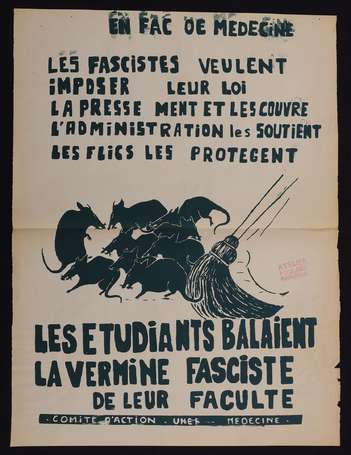 EN FAC DE MEDECINE
LES FASCISTES VEULENT
IMPOSER LEUR LOI
LA PRESSE MENT ET LES COUVRE
L'ADMINISTRATION les SOUTIENT
LES FLICS LES PROTEGENT
ATELIER
LES ETUDIANTS BALAIENT
LA VERMINE FASCISTE
DE LEUR FACULTE
- COMITE D'ACTION - UNEF - MEDECINE -